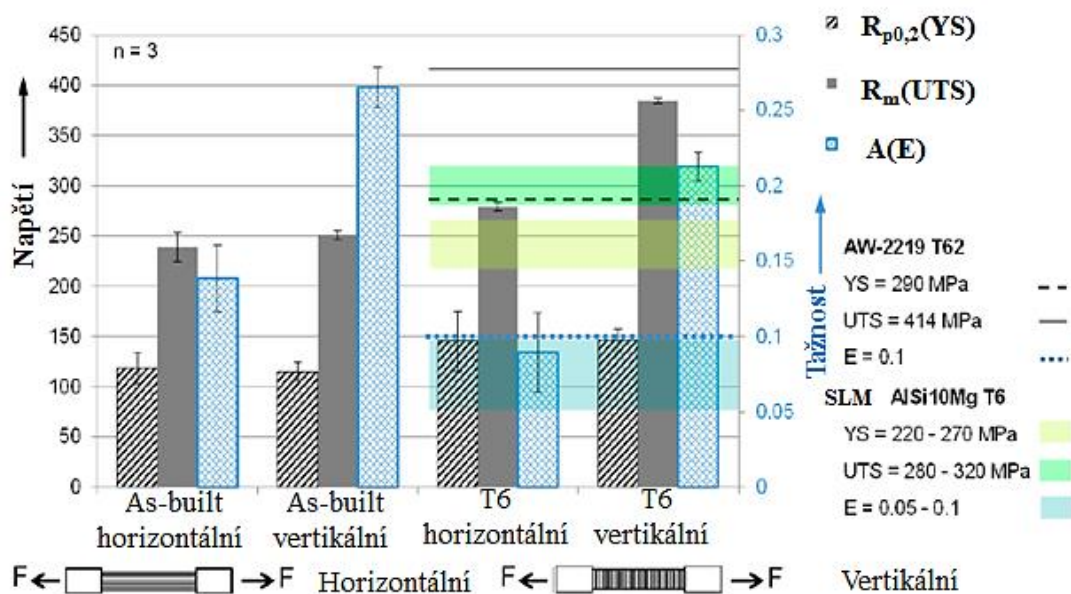 450
400
350
300
250
200
150
100
50
0
Napětí
n = 3
0.3
0.25
0.2
0.15
0.1
0.05
0
Tažnost
Rp0,2(YS)
Rm(UTS)
A(E)
AW-2219 T62
YS = 290 MPa
UTS = 414 MPa
E = 0.1
SLM AlSi10Mg T6
YS = 220 - 270 MPa
UTS = 280 - 320 MPa
E = 0.05 - 0.1
As-built
horizontální
As-built
vertikální
T6
horizontální
T6
vertikální
F F Horizontální F F Vertikální